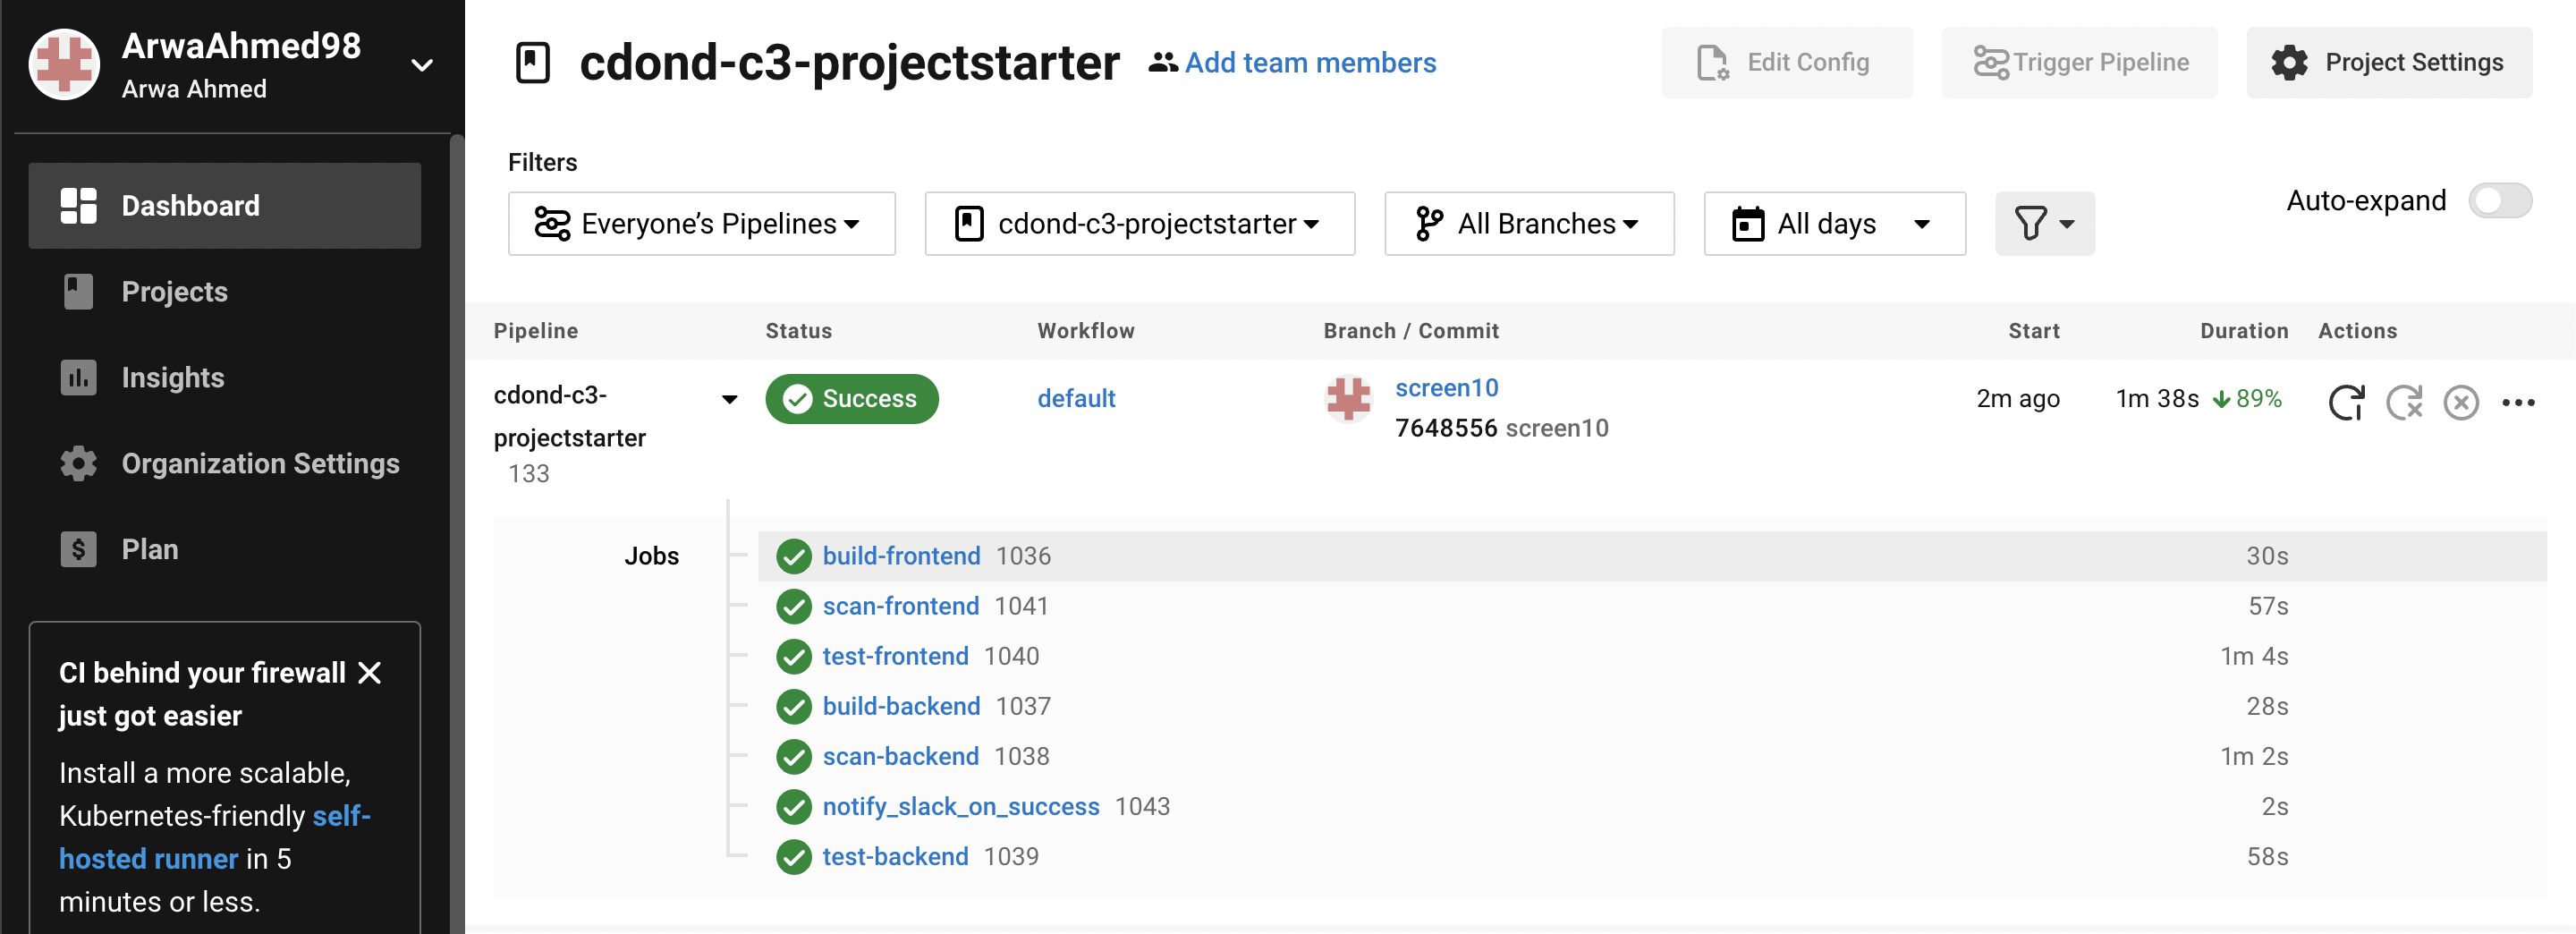 ArwaAhmed98
Arwa Ahmed
Dashboard
Projects
Insights
Organization Settings
Plan
CI behind your firewall
just got easier
Install a more scalable,
Kubernetes-friendly self-
hosted runner in 5
minutes or less.
cdond-c3-projectstarter Add team members
Edit Config Trigger Pipeline Project Settings
Filters
Everyone’s Pipelines cdond-c3-projectstarter All Branches All days
Auto-expand
Pipeline Status Workflow Branch / Commit Start Duration Actions
cdond-c3-
projectstarter
133
Success default
screen10
7648556 screen10
2m ago 1m 38s 89%
Jobs
build-frontend 1036 30s
scan-frontend 1041 57s
test-frontend 1040 1m 4s
build-backend 1037 28s
scan-backend 1038 1m 2s
notify_slack_on_success 1043 2s
test-backend 1039 58s